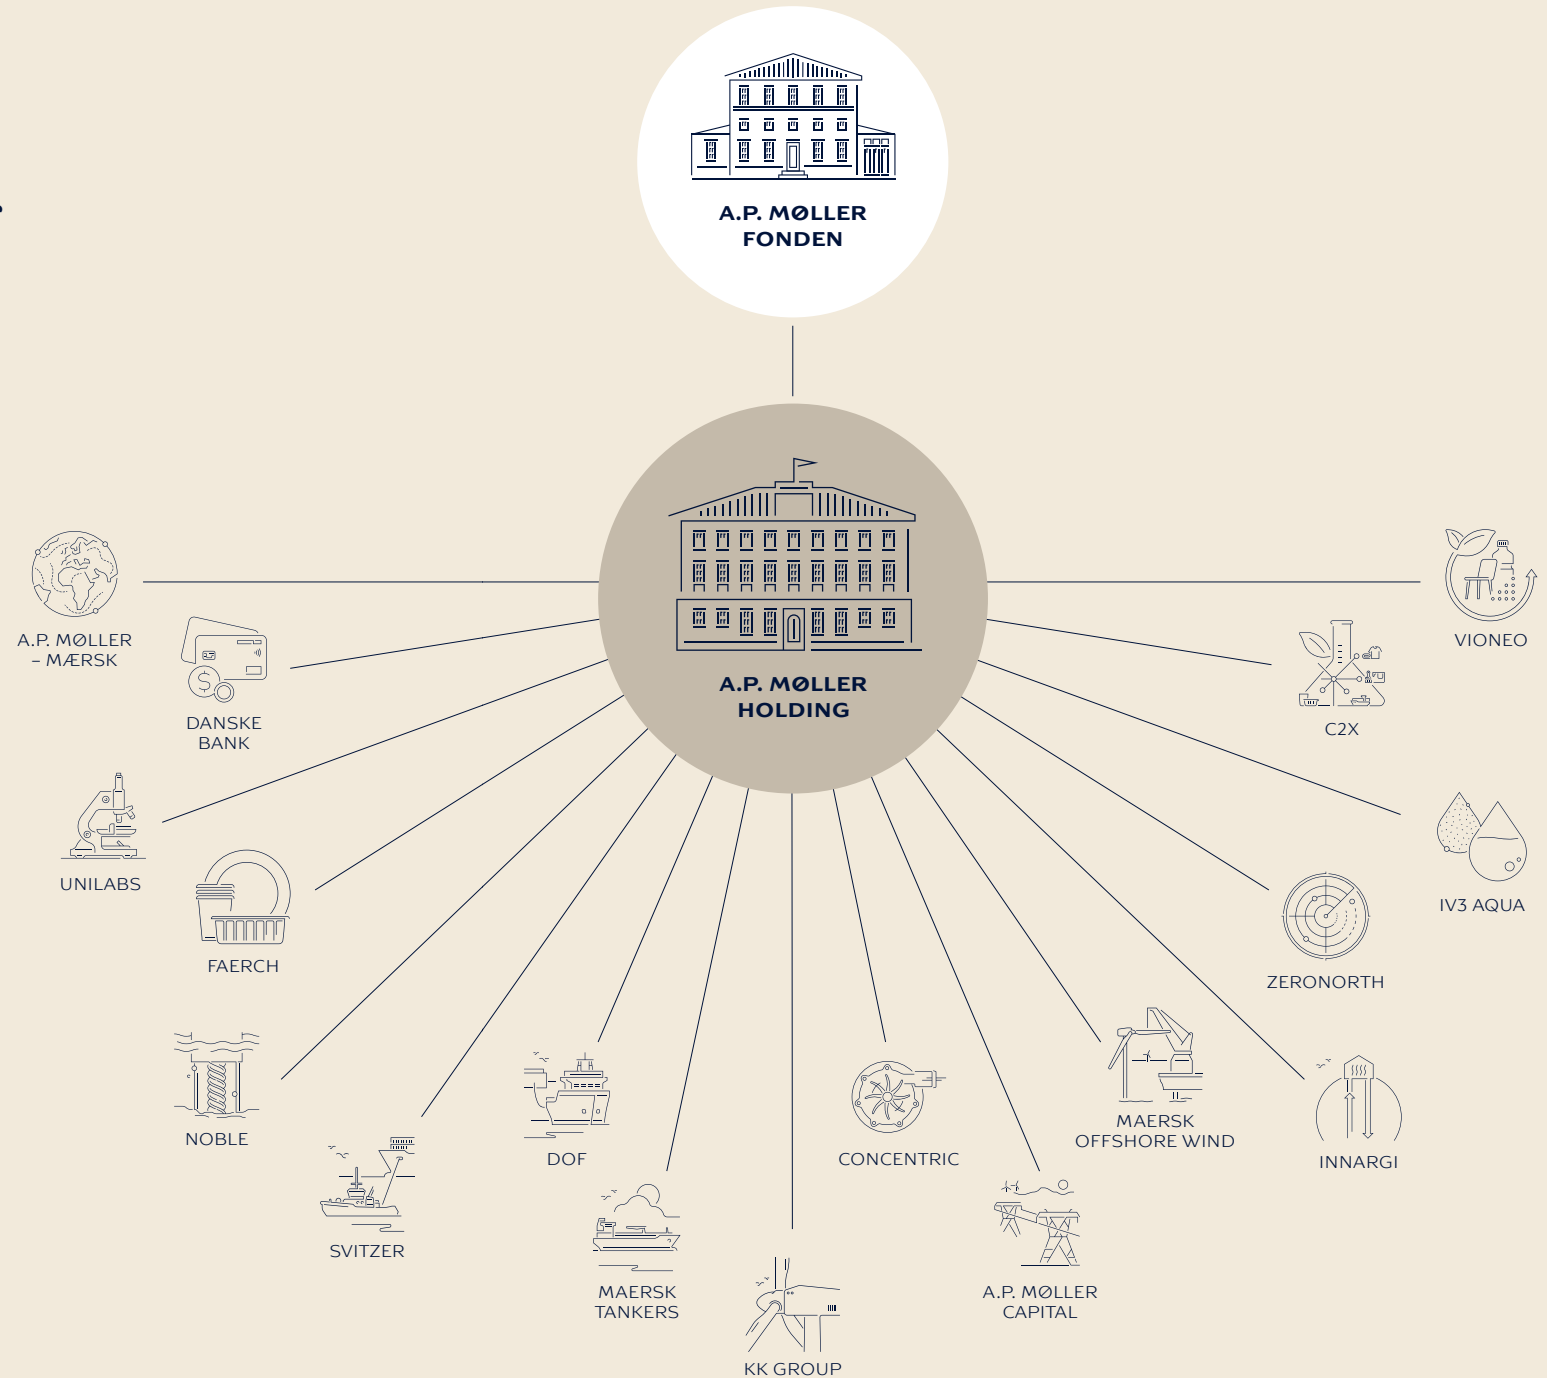 A.P. MØLLER
FONDEN
A.P. MØLLER
HOLDING
A.P. MØLLER
– MÆRSK
DANSKE
BANK
UNILABS
FAERCH
NOBLE
SVITZER
DOF
MAERSK
TANKERS
KK GROUP
CONCENTRIC
A.P. MØLLER
CAPITAL
MAERSK
OFFSHORE WIND
INNARGI
ZERONORTH
IV3 AQUA
C2X
VIONEO